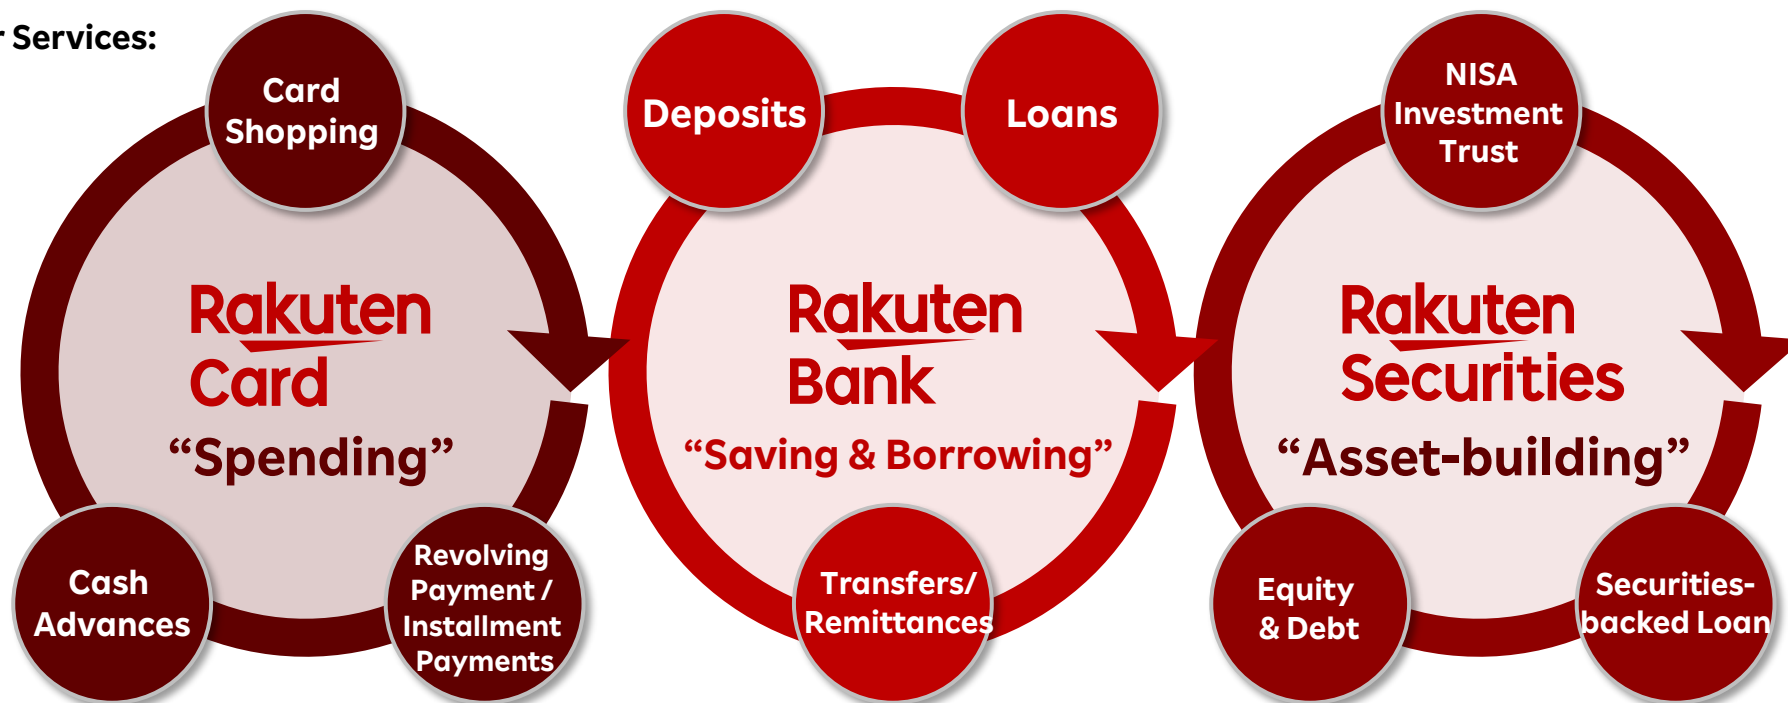 r Services:
Card
Shopping
Rakuten
Card
“Spending”
Cash
Advances
Revolving
Payment /
Installment
Payments
Deposits
Loans
Rakuten
Bank
“Saving & Borrowing”
Transfers/
Remittances
NISA
Investment
Trust
Rakuten
Securities
“Asset-building”
Equity
& Debt
Securities-
backed Loan